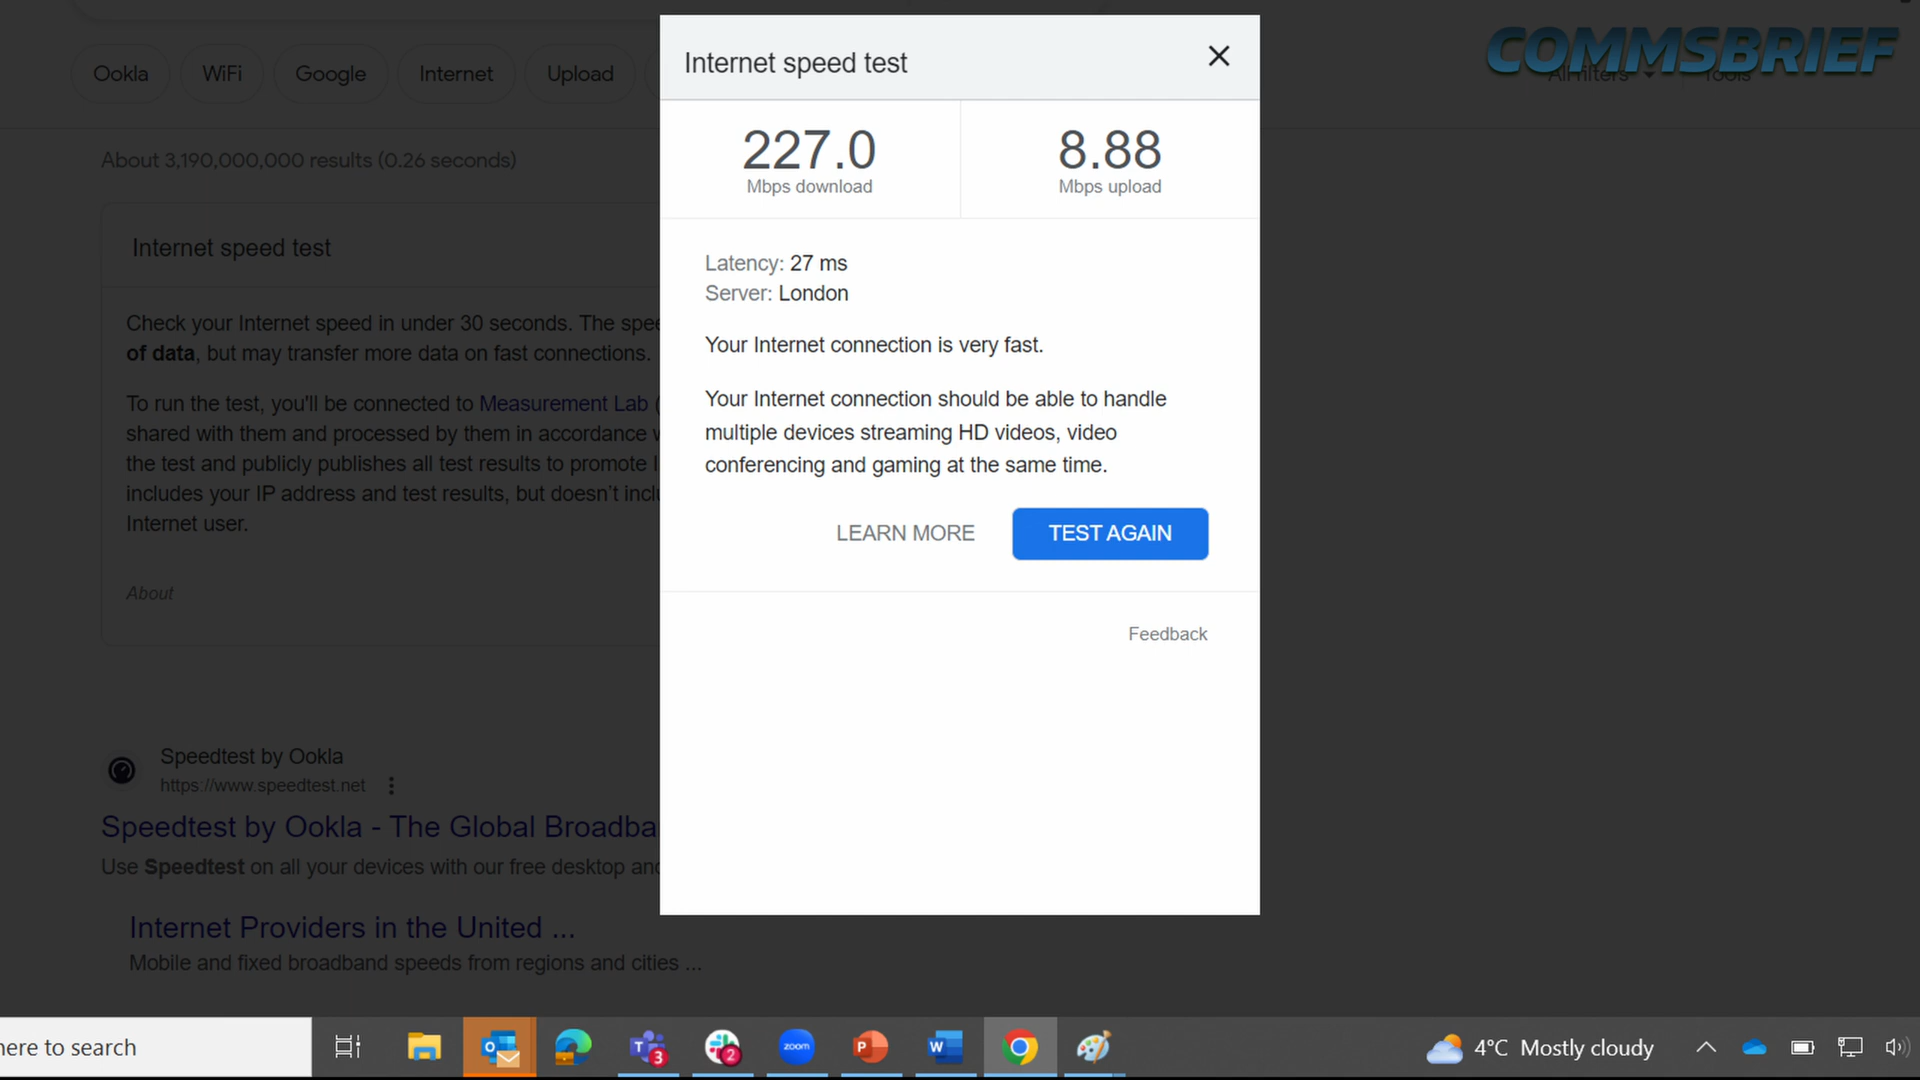 COMMSBRIEF
Ookla
WiFi
Google
Internet
Upload
All filters
Tools
About 3,190,000,000 results (0.26 seconds)
Internet speed test
Check your Internet speed in under 30 seconds. The
of data, but may transfer more data on fast connections.
To run the test, you'll be connected to Measurement Lab (
shared with them and processed by them in accordance
the test and publicly publishes all test results to promote
includes your IP address and test results, but doesn't
Internet user.
About
Speedtest by Ookla
https://www.speedtest.net
Speedtest by Ookla - The Global
Use Speedtest on all your devices with our free desktop
Internet Providers in the United ...
Mobile and fixed broadband speeds from regions and cities ...
Internet speed test
227.0
Mbps download
8.88
Mbps upload
Latency: 27 ms
Server: London
Your Internet connection is very fast.
Your Internet connection should be able to handle
multiple devices streaming HD videos, video
conferencing and gaming at the same time.
LEARN MORE
TEST AGAIN
Feedback
to search
T 3
2
zoom
P
W
4°C Mostly cloudy